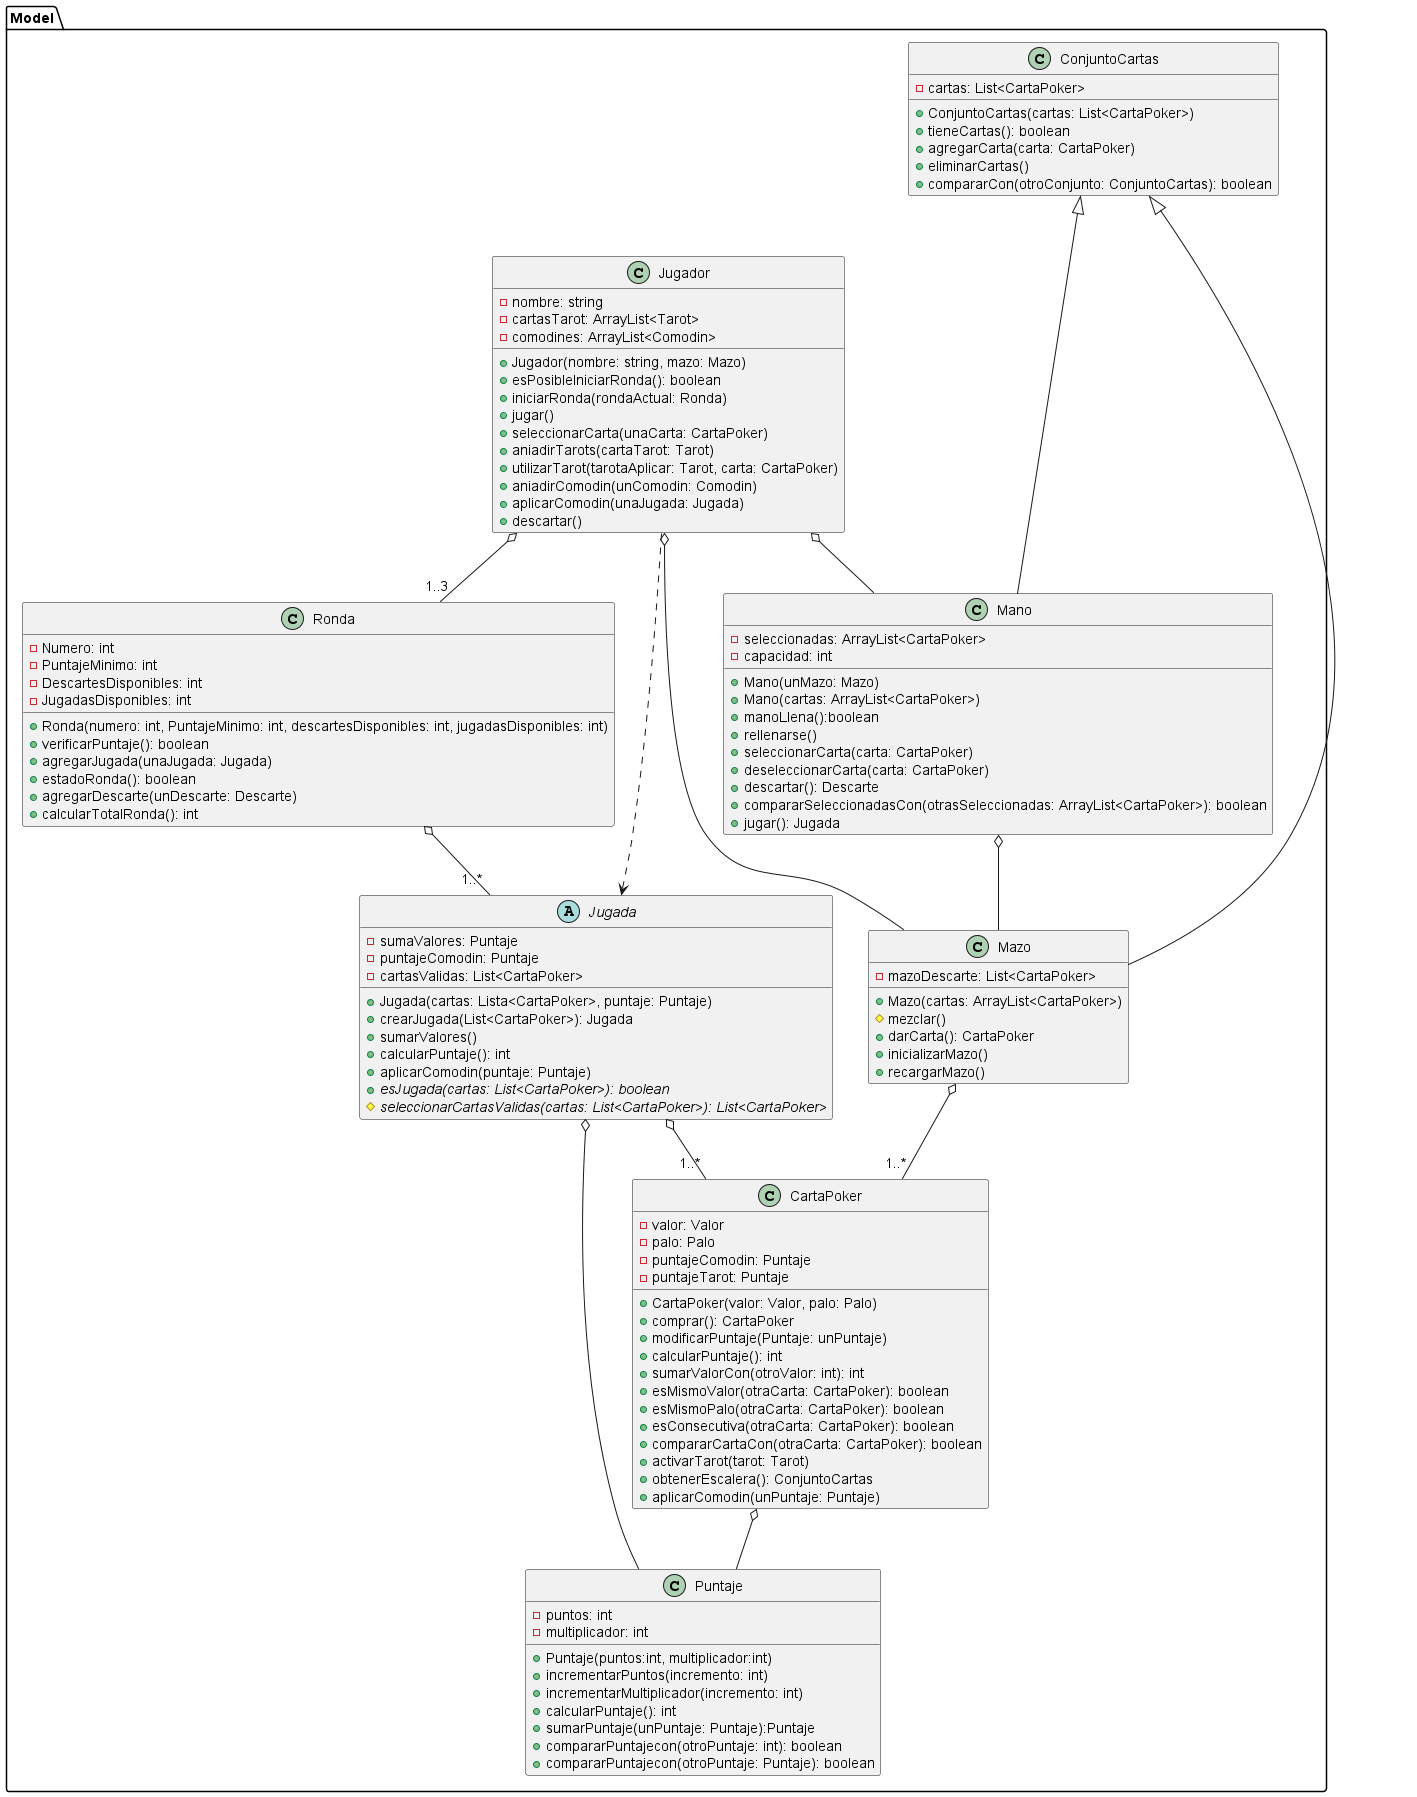 Model
ConjuntoCartas
cartas: List<CartaPoker>
ConjuntoCartas(cartas: List<CartaPoker>)
tieneCartas(): boolean
agregarCarta(carta: CartaPoker)
eliminarCartas()
compararCon(otroConjunto: ConjuntoCartas): boolean
Jugador
nombre: string
cartasTarot: ArrayList<Tarot>
comodines: ArrayList<Comodin>
Jugador(nombre: string, mazo: Mazo)
esPosibleIniciarRonda(): boolean
iniciarRonda(rondaActual: Ronda)
jugar()
seleccionarCarta(unaCarta: CartaPoker)
aniadirTarots(cartaTarot: Tarot)
utilizarTarot(tarotaAplicar: Tarot, carta: CartaPoker)
aniadirComodin(unComodin: Comodin)
aplicarComodin(unaJugada: Jugada)
descartar()
1..3
Ronda
Numero: int
PuntajeMinimo: int
DescartesDisponibles: int
JugadasDisponibles: int
Ronda(numero: int, PuntajeMinimo: int, descartesDisponibles: int, jugadasDisponibles: int)
verificarPuntaje(): boolean
agregarJugada(unaJugada: Jugada)
estadoRonda(): boolean
agregarDescarte(unDescarte: Descarte)
calcularTotalRonda(): int
Mano
seleccionadas: ArrayList<CartaPoker>
capacidad: int
Mano(unMazo: Mazo)
Mano(cartas: ArrayList<CartaPoker>)
manoLlena():boolean
rellenarse()
seleccionarCarta(carta: CartaPoker)
deseleccionarCarta(carta: CartaPoker)
descartar(): Descarte
compararSeleccionadasCon(otrasSeleccionadas: ArrayList<CartaPoker>): boolean
jugar(): Jugada
1..*
Jugada
sumaValores: Puntaje
puntajeComodin: Puntaje
cartasValidas: List<CartaPoker>
Jugada(cartas: Lista<CartaPoker>, puntaje: Puntaje)
crearJugada(List<CartaPoker>): Jugada
sumarValores()
calcularPuntaje(): int
aplicarComodin(puntaje: Puntaje)
esJugada(cartas: List<CartaPoker>): boolean
seleccionarCartasValidas(cartas: List<CartaPoker>): List<CartaPoker>
Mazo
mazoDescarte: List<CartaPoker>
Mazo(cartas: ArrayList<CartaPoker>)
mezclar()
darCarta(): CartaPoker
inicializarMazo()
recargarMazo()
1..*
1..*
CartaPoker
valor: Valor
palo: Palo
puntajeComodin: Puntaje
puntajeTarot: Puntaje
CartaPoker(valor: Valor, palo: Palo)
comprar(): CartaPoker
modificarPuntaje(Puntaje: unPuntaje)
calcularPuntaje(): int
sumarValorCon(otroValor: int): int
esMismoValor(otraCarta: CartaPoker): boolean
esMismoPalo(otraCarta: CartaPoker): boolean
esConsecutiva(otraCarta: CartaPoker): boolean
compararCartaCon(otraCarta: CartaPoker): boolean
activarTarot(tarot: Tarot)
obtenerEscalera(): ConjuntoCartas
aplicarComodin(unPuntaje: Puntaje)
Puntaje
puntos: int
multiplicador: int
Puntaje(puntos:int, multiplicador:int)
incrementarPuntos(incremento: int)
incrementarMultiplicador(incremento: int)
calcularPuntaje(): int
sumarPuntaje(unPuntaje: Puntaje):Puntaje
compararPuntajecon(otroPuntaje: int): boolean
compararPuntajecon(otroPuntaje: Puntaje): boolean